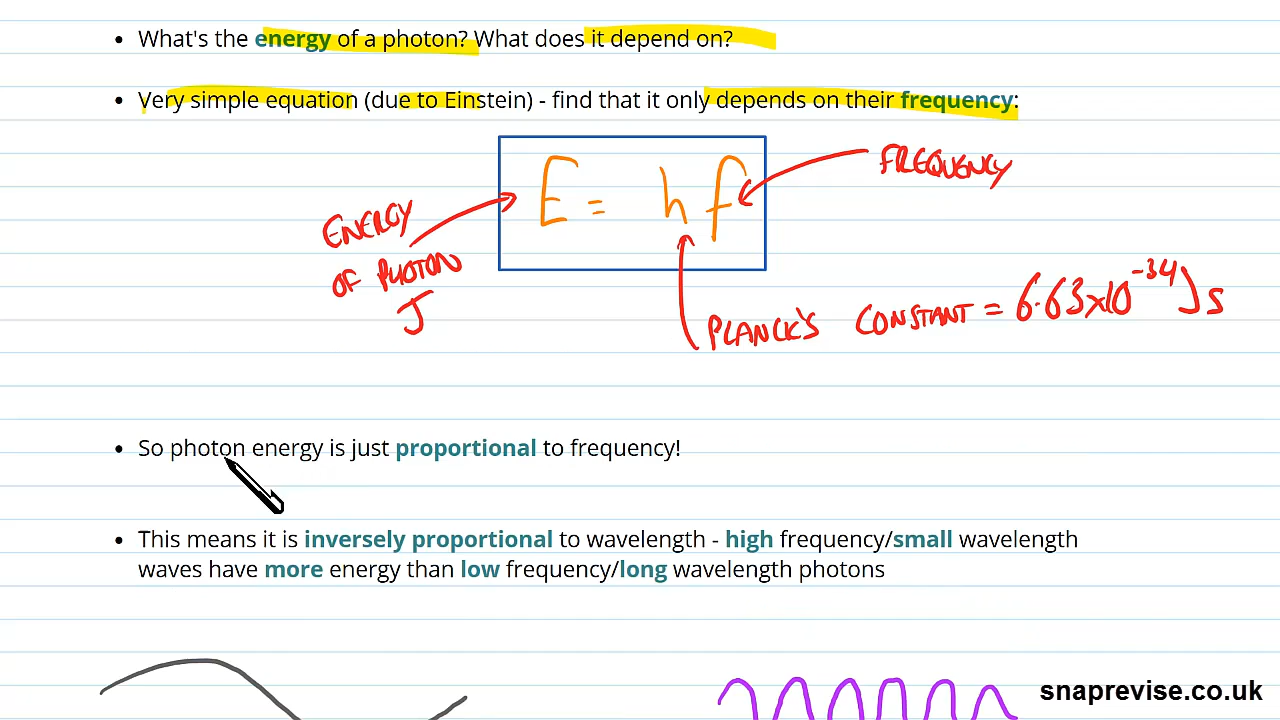 • What's the energy of a photon? What does it depend on?
• Very simple equation (due to Einstein) - find that it only depends on their frequency:
E = hf
FREQUENCY
ENERGY
OF PHOTON
J
PLANCK'S CONSTANT = 6.63x10⁻³⁴ J s
• So photon energy is just proportional to frequency!
• This means it is inversely proportional to wavelength - high frequency/small wavelength
waves have more energy than low frequency/long wavelength photons
snaprevise.co.uk